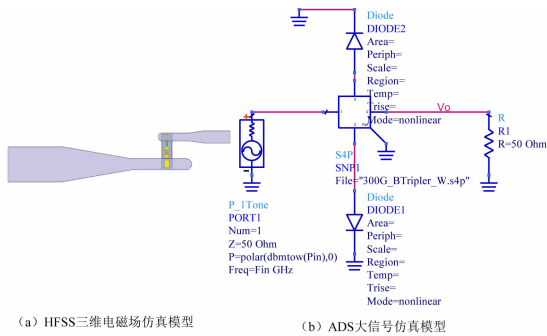 Diode
DIODE2
Area=
Periph=
Scale=
Region=
Temp=
Trise=
Mode=nonlinear
Vo
R
R1
R=50 Ohm
S4P
SNP1
File="300G_BTripler_W.s4p"
P_1Tone
PORT1
Num=1
Z=50 Ohm
P=polar(dbmtow(Pin),0)
Freq=Fin GHz
Diode
DIODE1
Area=
Periph=
Scale=
Region=
Temp=
Trise=
Mode=nonlinear
（a）HFSS三维电磁场仿真模型
（b）ADS大信号仿真模型